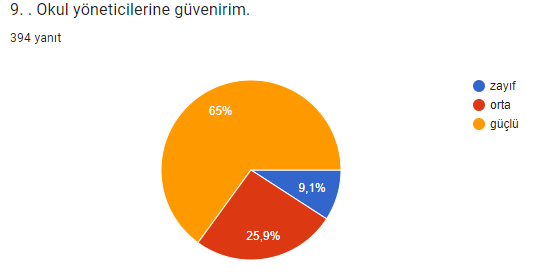 9. . Okul yöneticilerine güvenirim.
394 yanıt
65%
9,1%
25,9%
zayıf
orta
güçlü